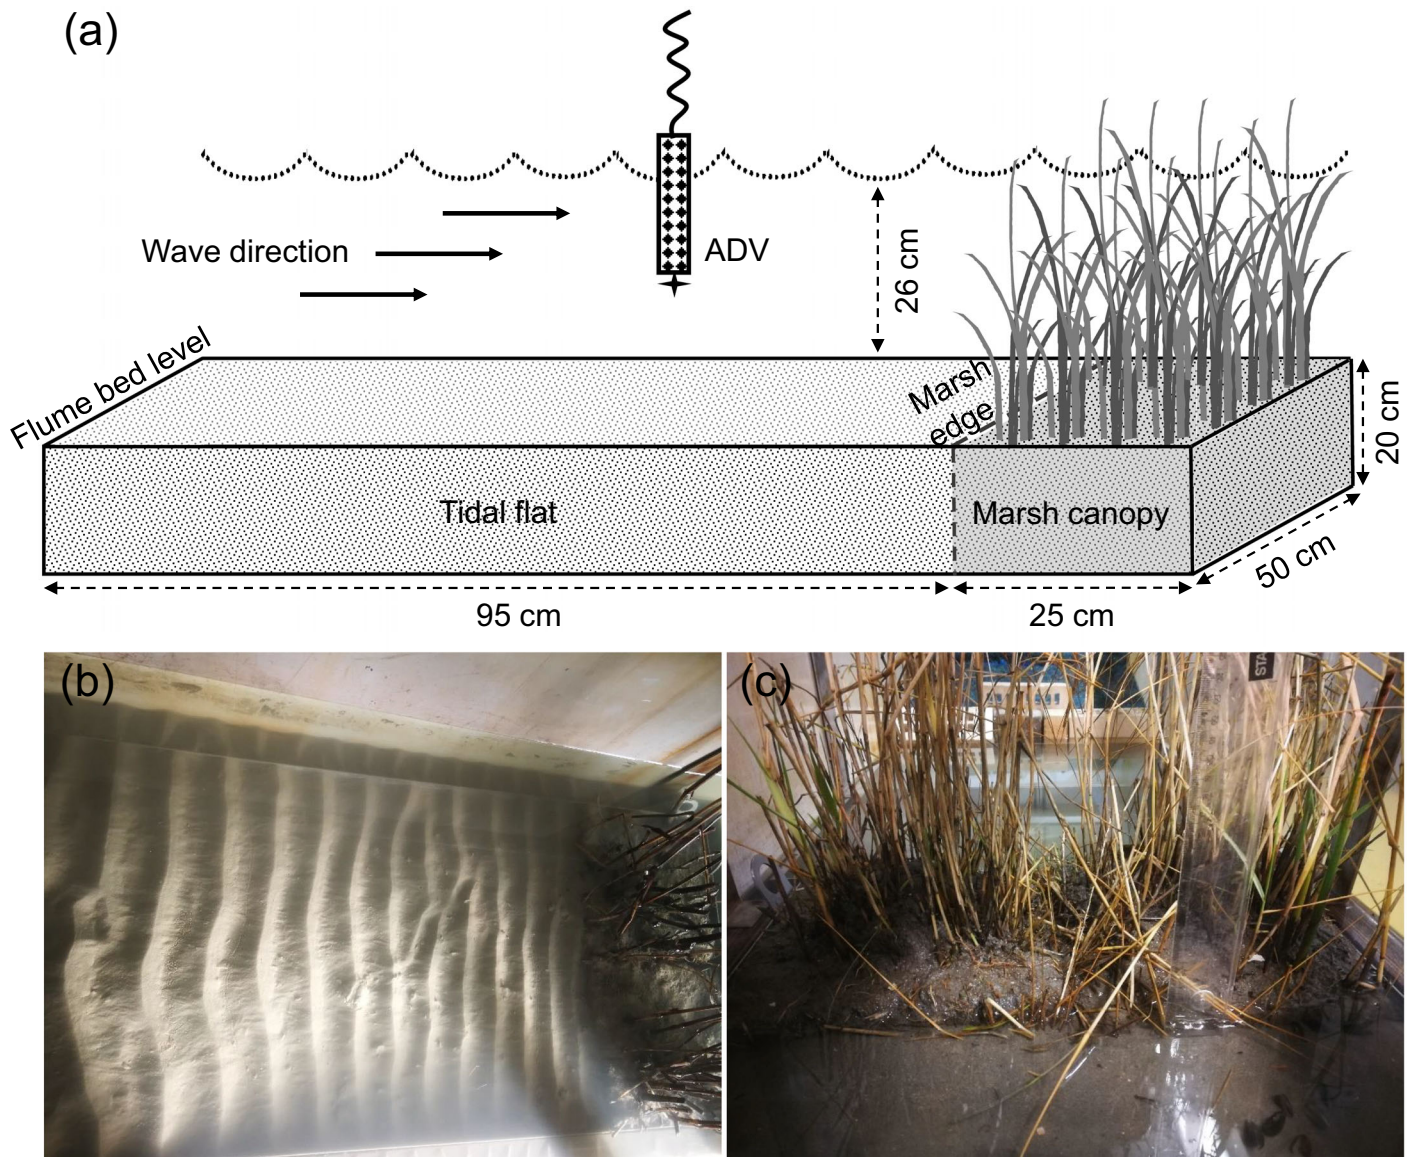 (a)
Wave direction
ADV
26 cm
Flume bed level
Marsh
edge
20 cm
Tidal flat
Marsh canopy
50 cm
95 cm
25 cm
(b)
(c)
STA